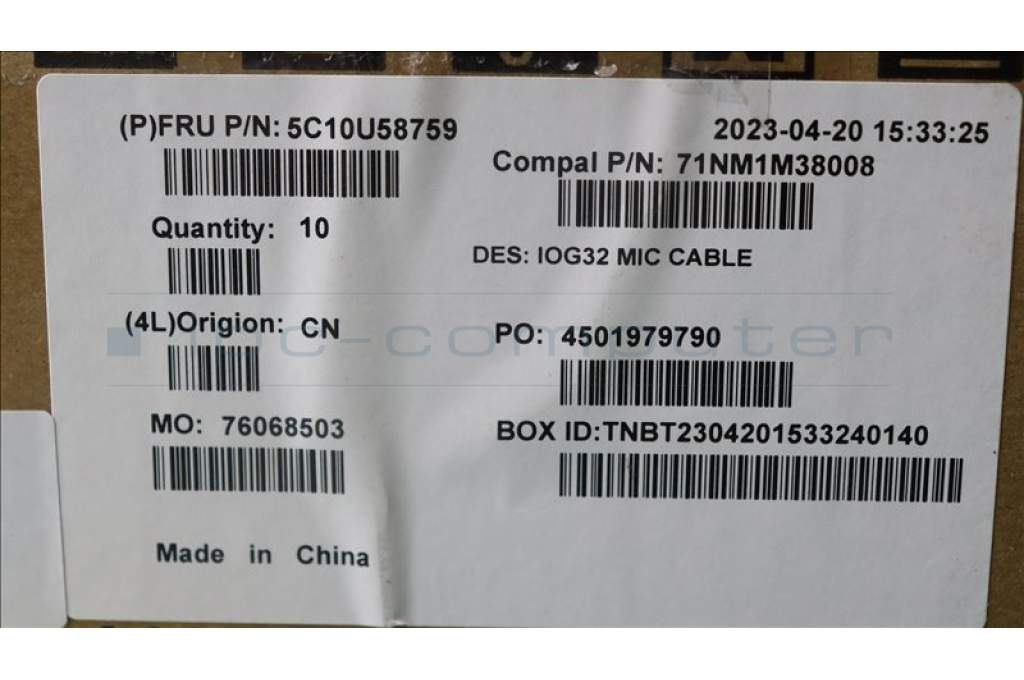 (P)FRU P/N: 5C10U58759
2023-04-20 15:33:25
Compal P/N: 71NM1M38008
Quantity: 10
DES: IOG32 MIC CABLE
(4L)Origion: CN
PO: 4501979790
MO: 76068503
BOX ID:TNBT2304201533240140
Made in China
-computer